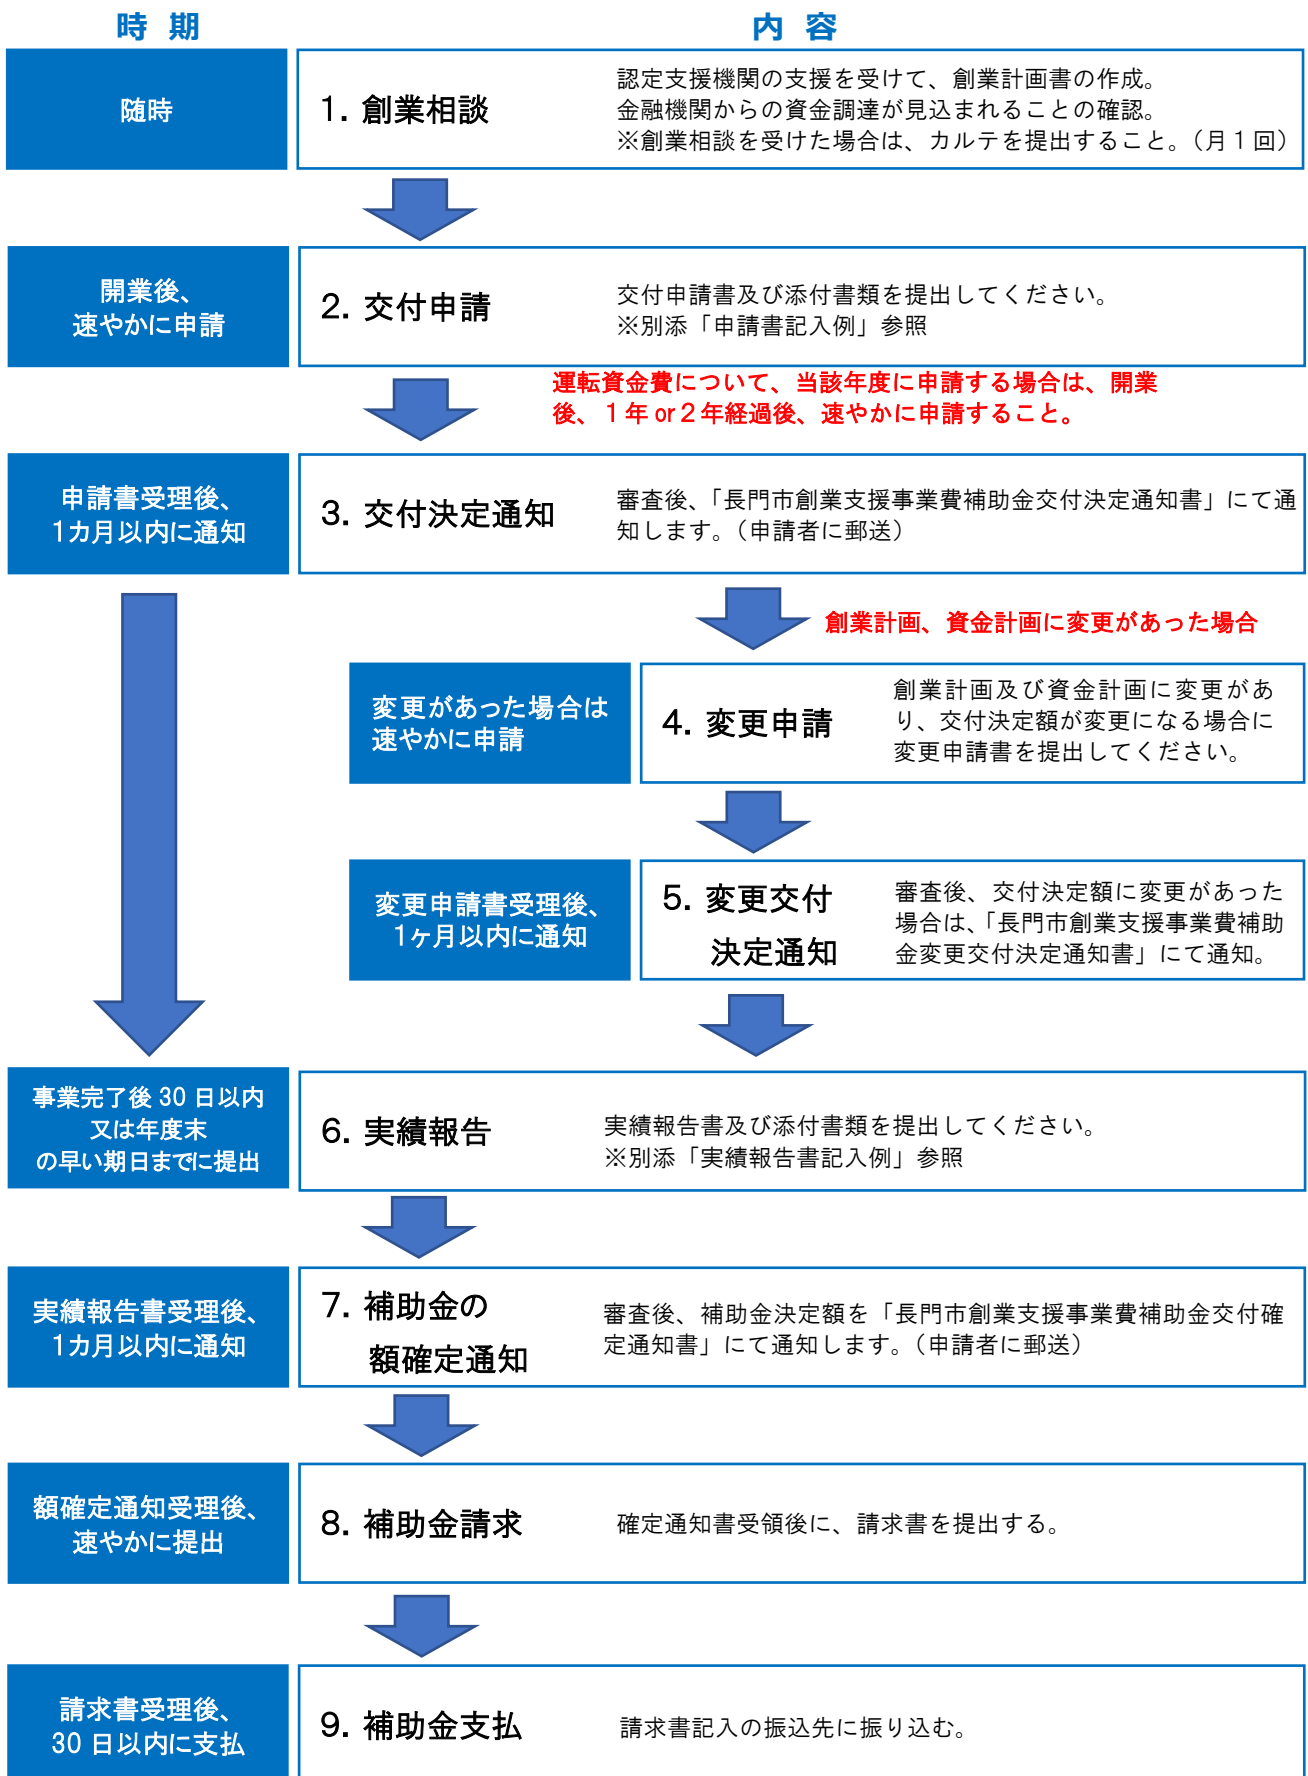 時期
内容
随時
1. 創業相談
認定支援機関の支援を受けて、創業計画書の作成。
金融機関からの資金調達が見込まれることの確認。
※創業相談を受けた場合は、カルテを提出すること。（月１回）
開業後、
速やかに申請
2. 交付申請
交付申請書及び添付書類を提出してください。
※別添「申請書記入例」参照
運転資金費について、当該年度に申請する場合は、開業
後、１年 or２年経過後、速やかに申請すること。
申請書受理後、
1カ月以内に通知
3. 交付決定通知
審査後、「長門市創業支援事業費補助金交付決定通知書」にて通
知します。（申請者に郵送）
創業計画、資金計画に変更があった場合
変更があった場合は
速やかに申請
4. 変更申請
創業計画及び資金計画に変更があ
り、交付決定額が変更になる場合に
変更申請書を提出してください。
変更申請書受理後、
1ヶ月以内に通知
5. 変更交付
決定通知
審査後、交付決定額に変更があった
場合は、「長門市創業支援事業費補助
金変更交付決定通知書」にて通知。
事業完了後 30 日以内
又は年度末
の早い期日までに提出
6. 実績報告
実績報告書及び添付書類を提出してください。
※別添「実績報告書記入例」参照
実績報告書受理後、
1カ月以内に通知
7. 補助金の
額確定通知
審査後、補助金決定額を「長門市創業支援事業費補助金交付確
定通知書」にて通知します。（申請者に郵送）
額確定通知受理後、
速やかに提出
8. 補助金請求
確定通知書受領後に、請求書を提出する。
請求書受理後、
30 日以内に支払
9. 補助金支払
請求書記入の振込先に振り込む。